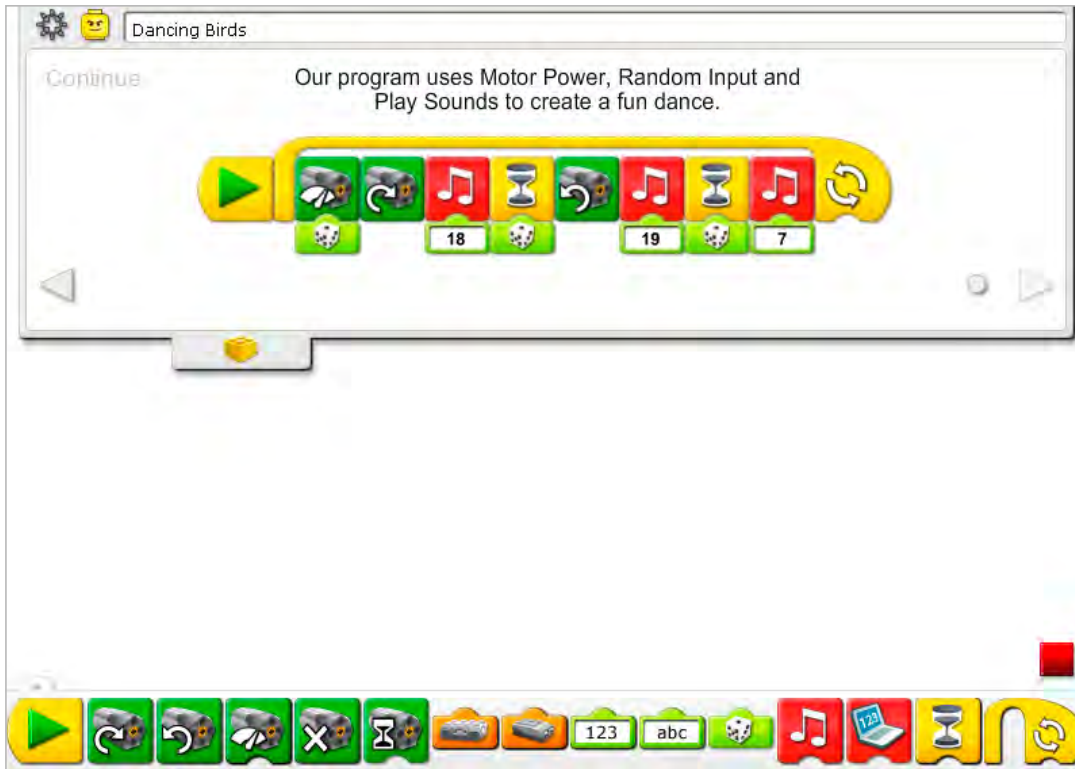 Dancing Birds
Continue
Our program uses Motor Power, Random Input and
Play Sounds to create a fun dance.
18 19 7
123 abc 123